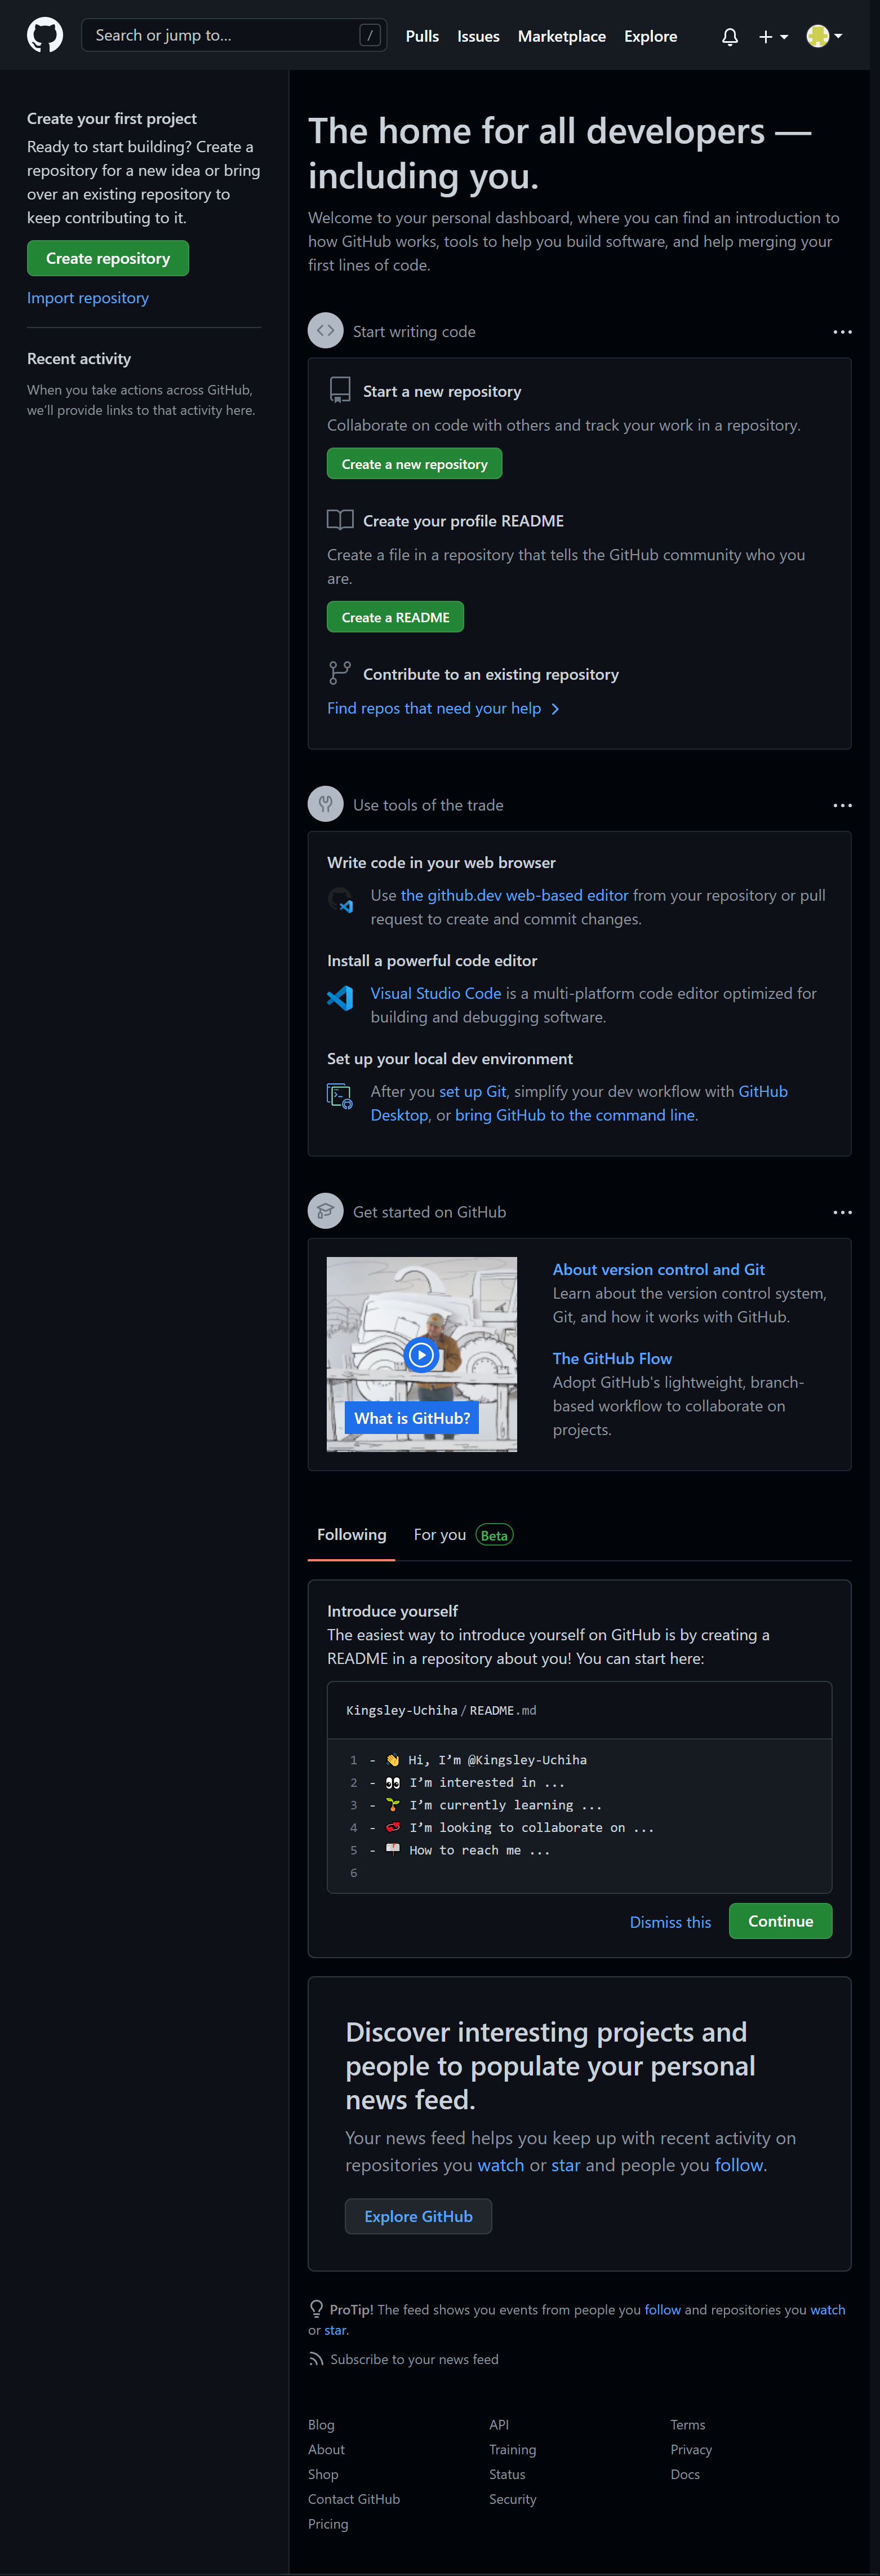 Search or jump to...
/
Pulls
Issues
Marketplace
Explore
Create your first project
Ready to start building? Create a
repository for a new idea or bring
over an existing repository to
keep contributing to it.
Create repository
Import repository
Recent activity
When you take actions across GitHub,
we'll provide links to that activity here.
The home for all developers —
including you.
Welcome to your personal dashboard, where you can find an introduction to
how GitHub works, tools to help you build software, and help merging your
first lines of code.
Start writing code
Start a new repository
Collaborate on code with others and track your work in a repository.
Create a new repository
Create your profile README
Create a file in a repository that tells the GitHub community who you
are.
Create a README
Contribute to an existing repository
Find repos that need your help
Use tools of the trade
Write code in your web browser
Use the github.dev web-based editor from your repository or pull
request to create and commit changes.
Install a powerful code editor
Visual Studio Code is a multi-platform code editor optimized for
building and debugging software.
Set up your local dev environment
After you set up Git, simplify your dev workflow with GitHub
Desktop, or bring GitHub to the command line.
Get started on GitHub
What is GitHub?
About version control and Git
Learn about the version control system,
Git, and how it works with GitHub.
The GitHub Flow
Adopt GitHub's lightweight, branch-
based workflow to collaborate on
projects.
Following
For you Beta
Introduce yourself
The easiest way to introduce yourself on GitHub is by creating a
README in a repository about you! You can start here:
Kingsley-Uchiha / README.md
1 - 👋 Hi, I’m @Kingsley-Uchiha
2 - 👀 I’m interested in ...
3 - 🌱 I’m currently learning ...
4 - 💞️ I’m looking to collaborate on ...
5 - 📫 How to reach me ...
6
Dismiss this
Continue
Discover interesting projects and
people to populate your personal
news feed.
Your news feed helps you keep up with recent activity on
repositories you watch or star and people you follow.
Explore GitHub
ProTip! The feed shows you events from people you follow and repositories you watch
or star.
Subscribe to your news feed
Blog
About
Shop
Contact GitHub
Pricing
API
Training
Status
Security
Terms
Privacy
Docs